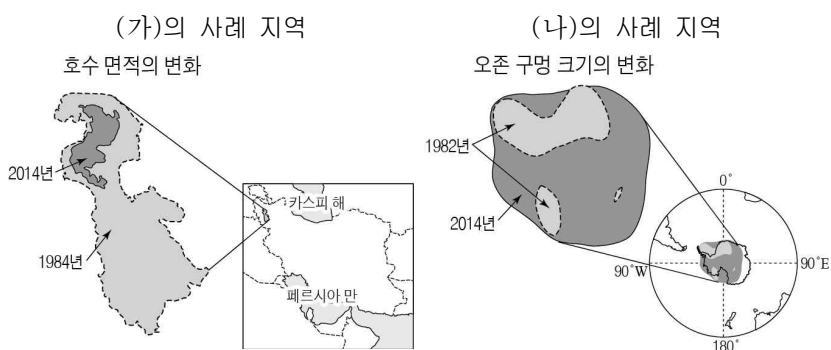 (가)의 사례 지역
호수 면적의 변화
2014년
1984년
카스피 해
페르시아 만
(나)의 사례 지역
오존 구멍 크기의 변화
1982년
2014년
0°
90°W
90°E
180°